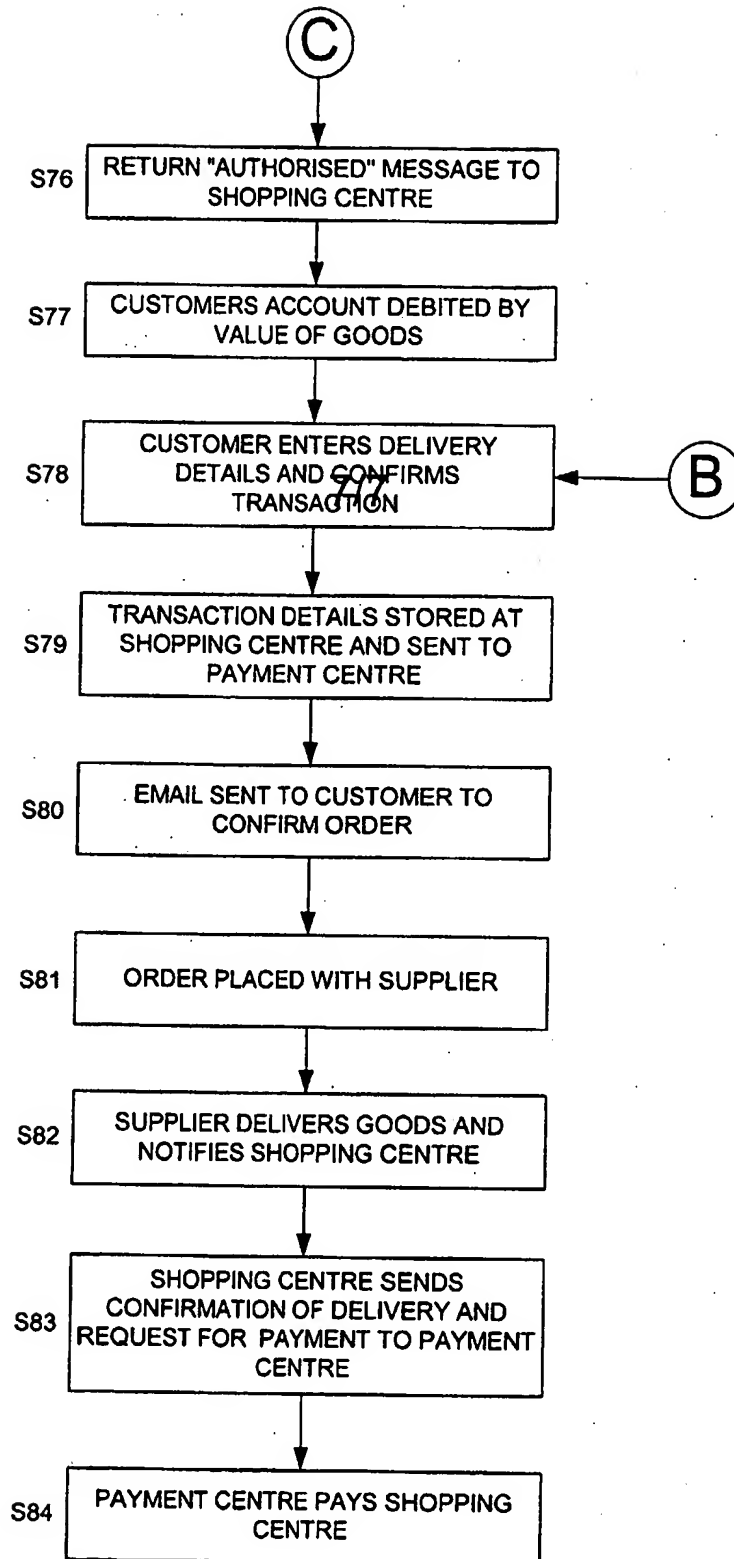 C
S76
RETURN "AUTHORISED" MESSAGE TO
SHOPPING CENTRE
S77
CUSTOMERS ACCOUNT DEBITED BY
VALUE OF GOODS
S78
CUSTOMER ENTERS DELIVERY
DETAILS AND CONFIRMS
TRANSACTION
7/7
B
S79
TRANSACTION DETAILS STORED AT
SHOPPING CENTRE AND SENT TO
PAYMENT CENTRE
S80
EMAIL SENT TO CUSTOMER TO
CONFIRM ORDER
S81
ORDER PLACED WITH SUPPLIER
S82
SUPPLIER DELIVERS GOODS AND
NOTIFIES SHOPPING CENTRE
S83
SHOPPING CENTRE SENDS
CONFIRMATION OF DELIVERY AND
REQUEST FOR PAYMENT TO PAYMENT
CENTRE
S84
PAYMENT CENTRE PAYS SHOPPING
CENTRE